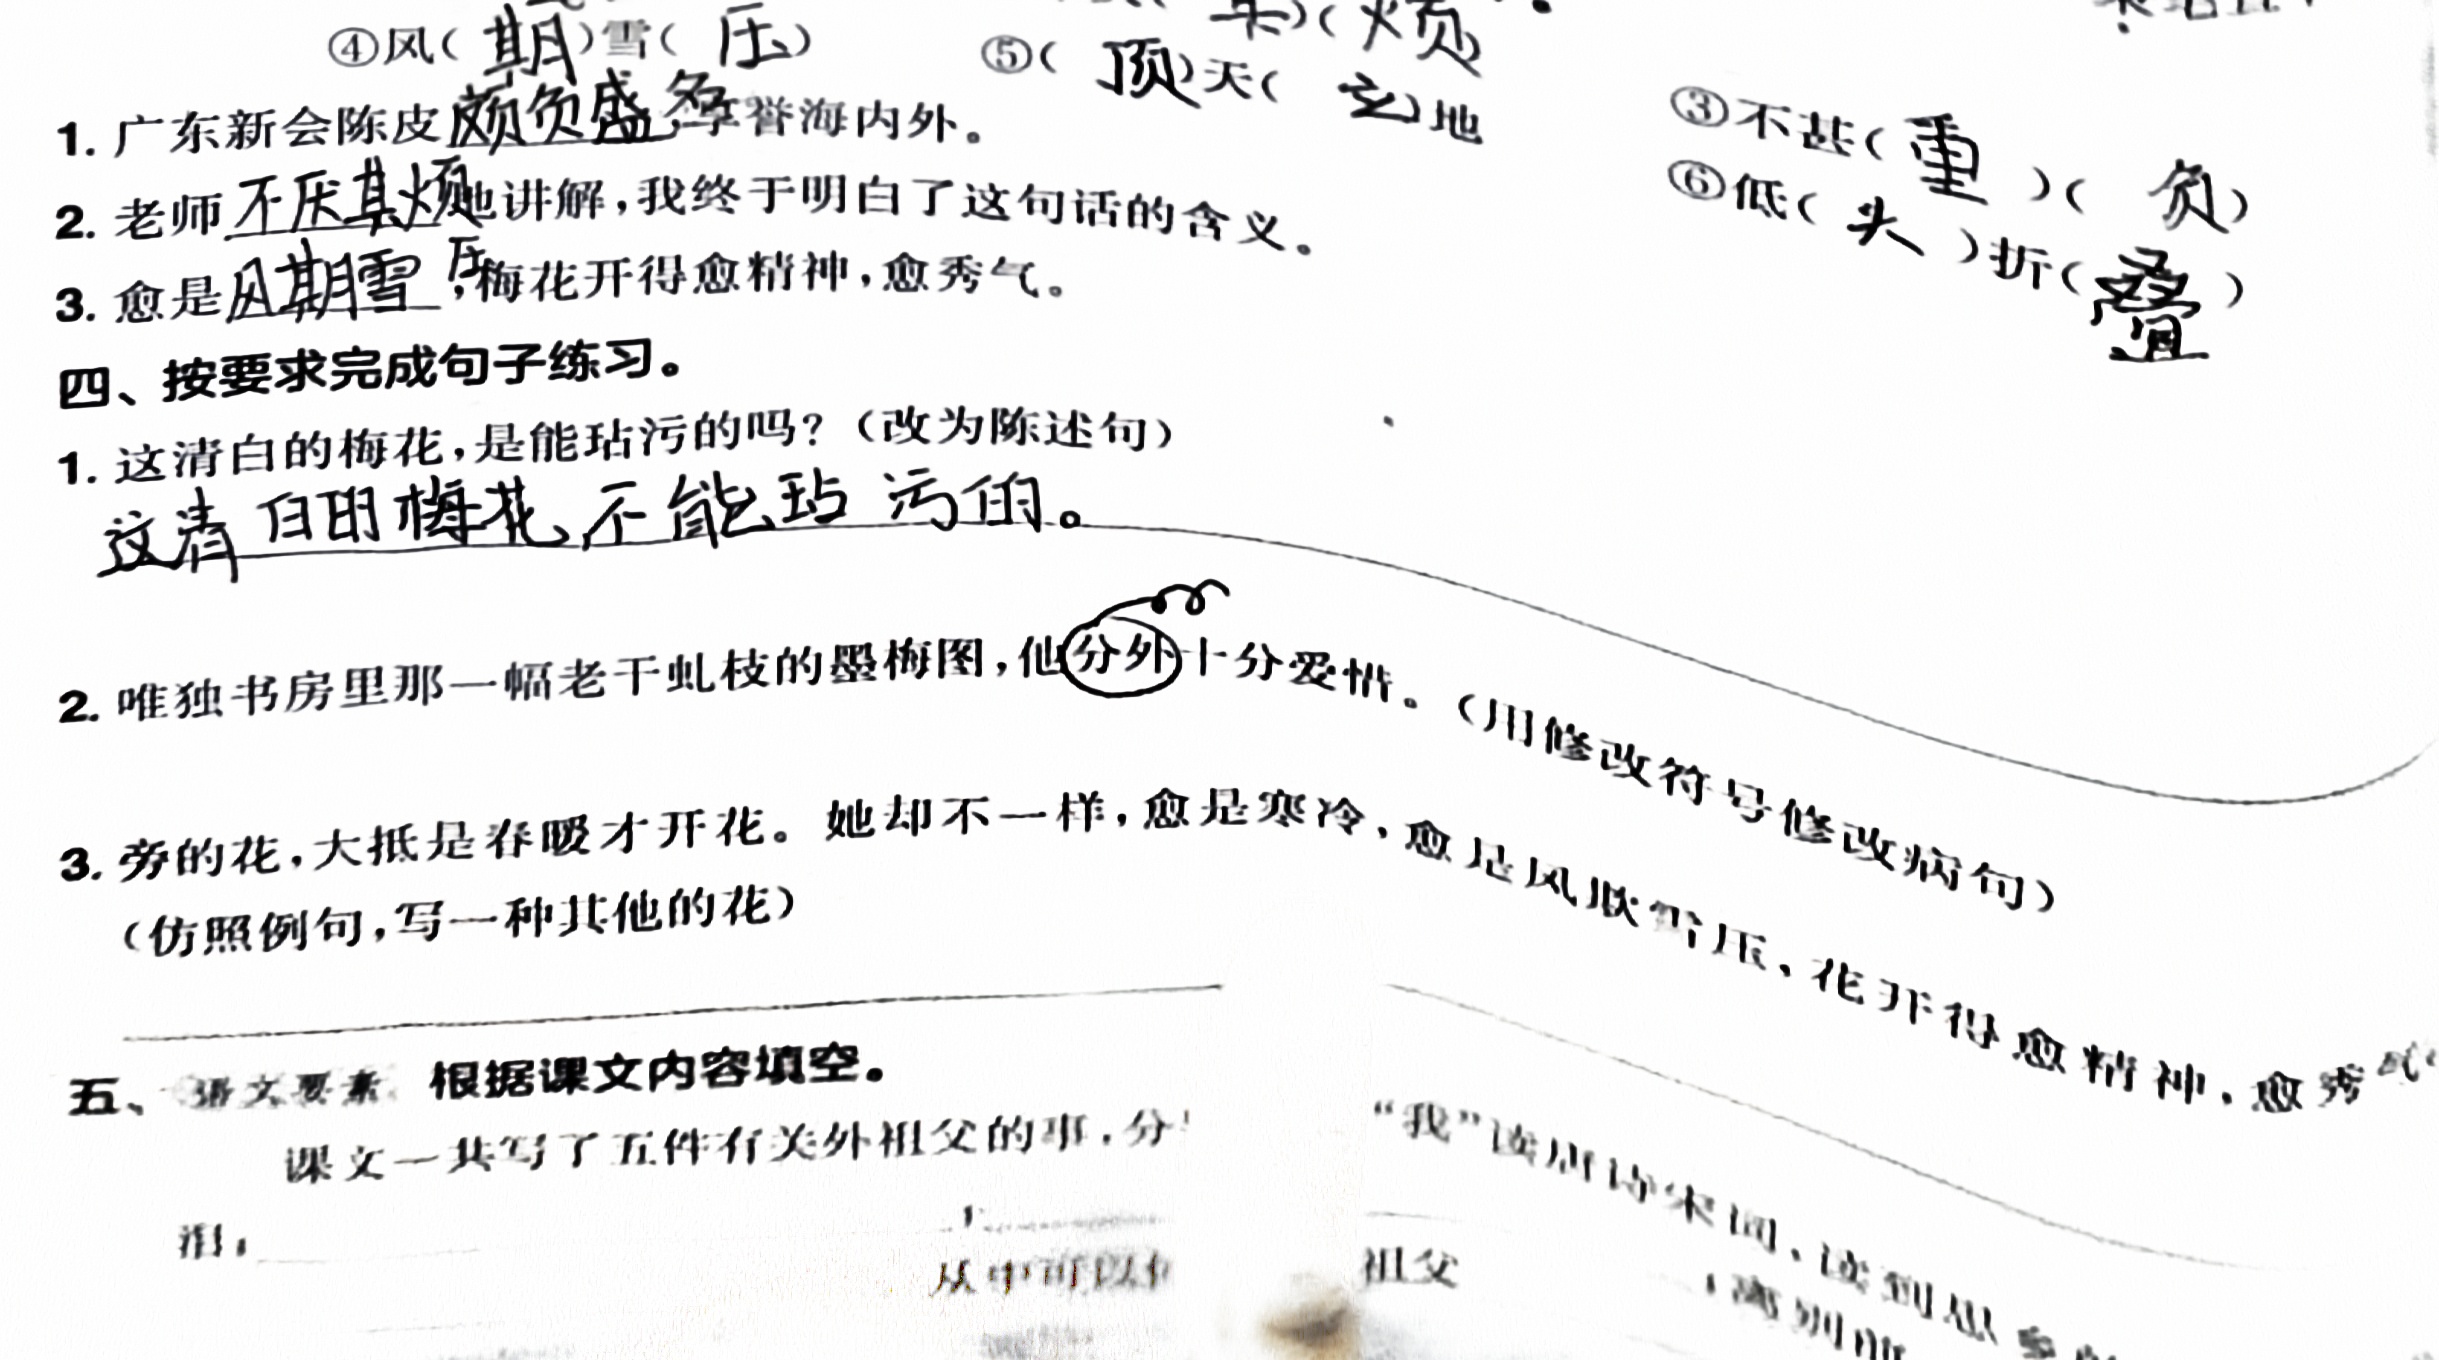 ④风(期)雪(压)
⑤(顶)天(立)地
③不甚(重)(负)
⑥低(头)折(叠)
1. 广东新会陈皮颇负盛名,享誉海内外。
2. 老师不厌其烦地讲解,我终于明白了这句话的含义。
3. 愈是风期雪压,梅花开得愈精神,愈秀气。
四、按要求完成句子练习。
1. 这清白的梅花,是能玷污的吗?(改为陈述句)
这清白的梅花不能玷污的。
2. 唯独书房里那一幅老干虬枝的墨梅图,他分外十分爱惜。(用修改符号修改病句)
3. 旁的花,大抵是春暖才开花。她却不一样,愈是寒冷,愈是风欺雪压,花开得愈精神,愈秀气
(仿照例句,写一种其他的花)
五、语文要素 根据课文内容填空。
课文一共写了五件有关外祖父的事,分 “我”读唐诗宋词,读到思
泪;
从中可以 祖父